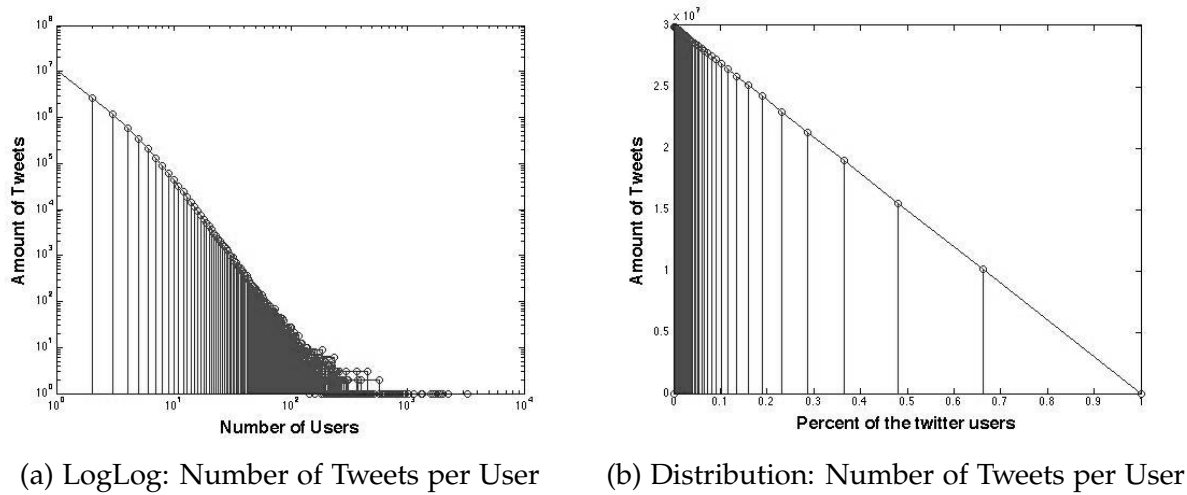 Amount of Tweets
10^8
10^7
10^6
10^5
10^4
10^3
10^2
10^1
10^0
10^0 10^1 10^2 10^3 10^4
Number of Users
(a) LogLog: Number of Tweets per User
× 10^7
Amount of Tweets
3
2.5
2
1.5
1
0.5
0
0 0.1 0.2 0.3 0.4 0.5 0.6 0.7 0.8 0.9 1
Percent of the twitter users
(b) Distribution: Number of Tweets per User